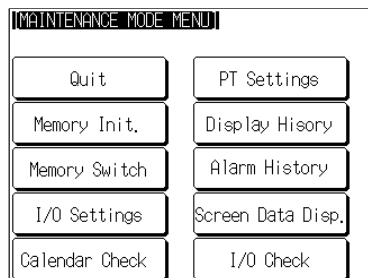 [MAINTENANCE MODE MENU]
Quit
PT Settings
Memory Init.
Display Hisory
Memory Switch
Alarm History
I/O Settings
Screen Data Disp.
Calendar Check
I/O Check